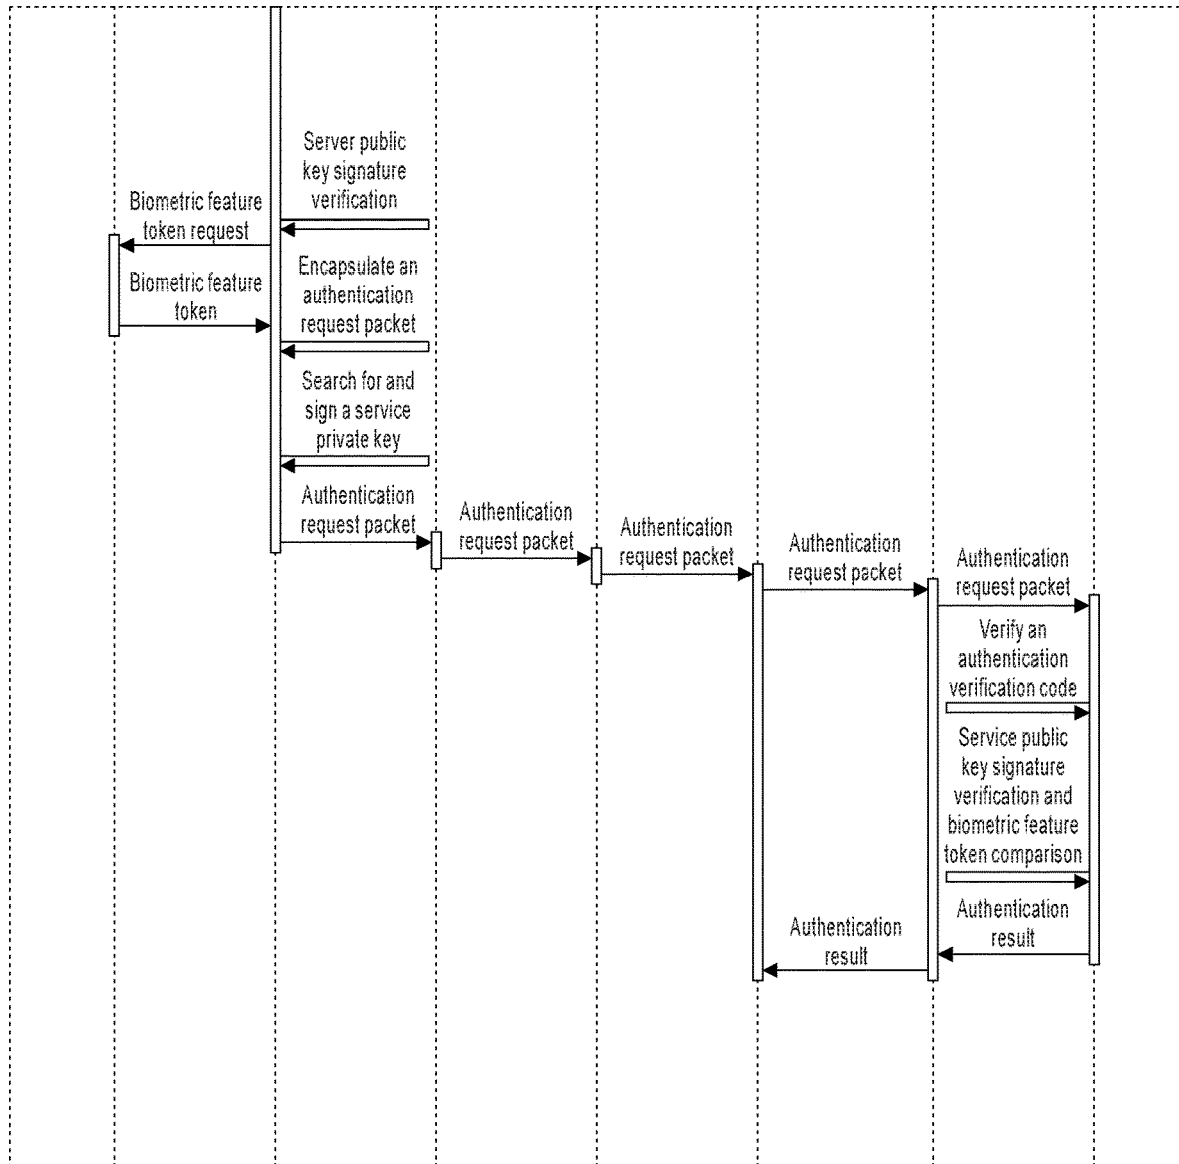 Server public
key signature
verification
Biometric feature
token request
Encapsulate an
authentication
request packet
Biometric feature
token
Search for and
sign a service
private key
Authentication
request packet
Authentication
request packet
Authentication
request packet
Authentication
request packet
Authentication
request packet
Verify an
authentication
verification code
Service public
key signature
verification and
biometric feature
token comparison
Authentication
result
Authentication
result